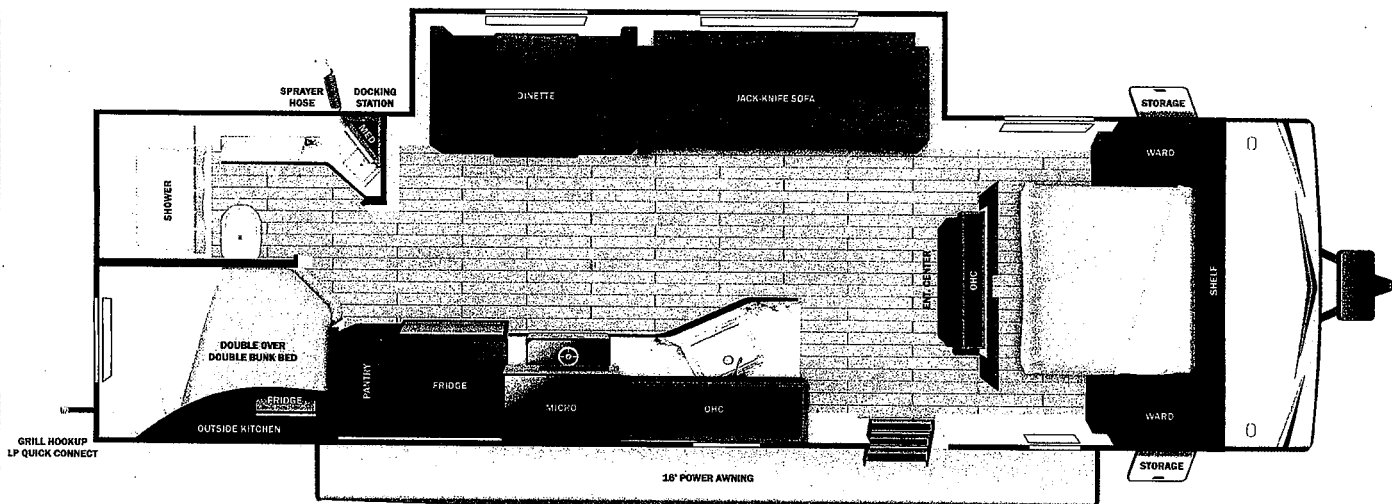 DINETTE
JACK-KNIFE SOFA
SPRAYER
HOSE
DOCKING
STATION
MED
STORAGE
WARD
SHOWER
ENT. CENTER
OHC
SHELF
DOUBLE OVER
DOUBLE BUNK BED
PANTRY
FRIDGE
FRIDGE
MICRO
OHC
WARD
OUTSIDE KITCHEN
GRILL HOOKUP
LP QUICK CONNECT
STORAGE
16' POWER AWNING